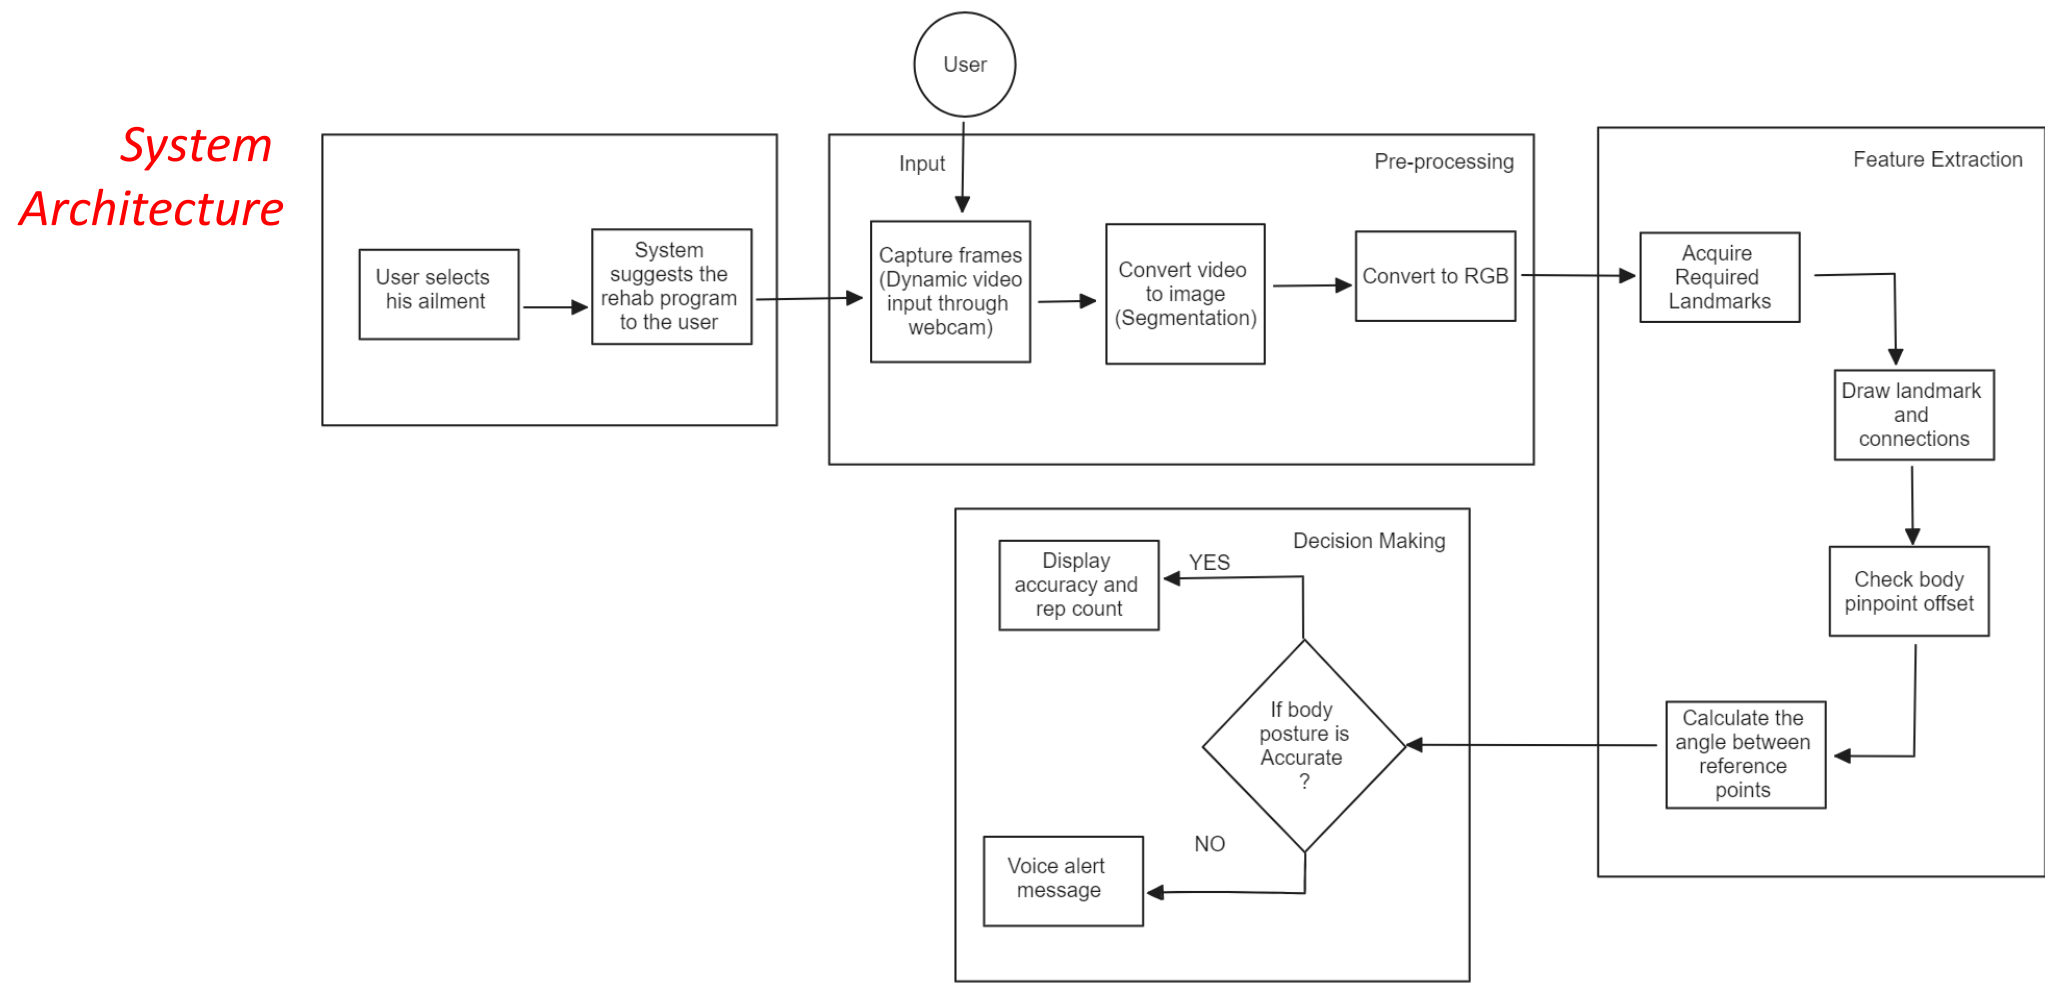 System
Architecture
User
Input
Pre-processing
Feature Extraction
User selects
his ailment
System
suggests the
rehab program
to the user
Capture frames
(Dynamic video
input through
webcam)
Convert video
to image
(Segmentation)
Convert to RGB
Acquire
Required
Landmarks
Draw landmark
and
connections
Check body
pinpoint offset
Calculate the
angle between
reference
points
Decision Making
If body
posture is
Accurate
?
YES
Display
accuracy and
rep count
NO
Voice alert
message